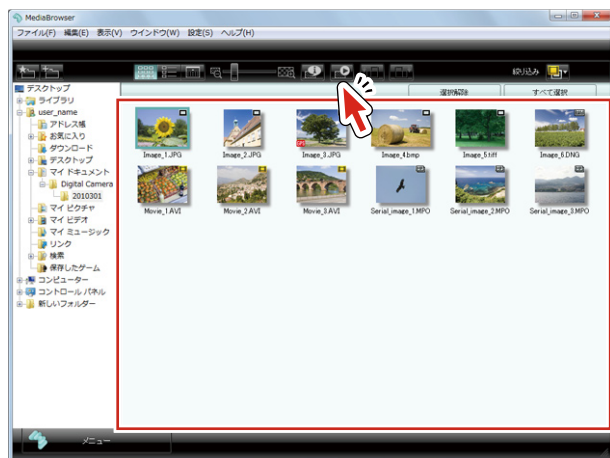 MediaBrowser
ファイル(F) 編集(E) 表示(V) ウインドウ(W) 設定(S) ヘルプ(H)
絞り込み
デスクトップ
選択解除 すべて選択
ライブラリ
user_name
アドレス帳
お気に入り
ダウンロード
デスクトップ
マイ ドキュメント
Digital Camera
2010301
マイ ピクチャ
マイ ビデオ
マイ ミュージック
リンク
検索
保存したゲーム
コンピューター
コントロール パネル
新しいフォルダー
GPS
Image_1.JPG Image_2.JPG Image_3.JPG Image_4.bmp Image_5.tiff Image_6.DNG
Movie_1.AVI Movie_2.AVI Movie_3.AVI Serial_image_1.MPO Serial_image_2.MPO Serial_image_3.MPO
メニュー